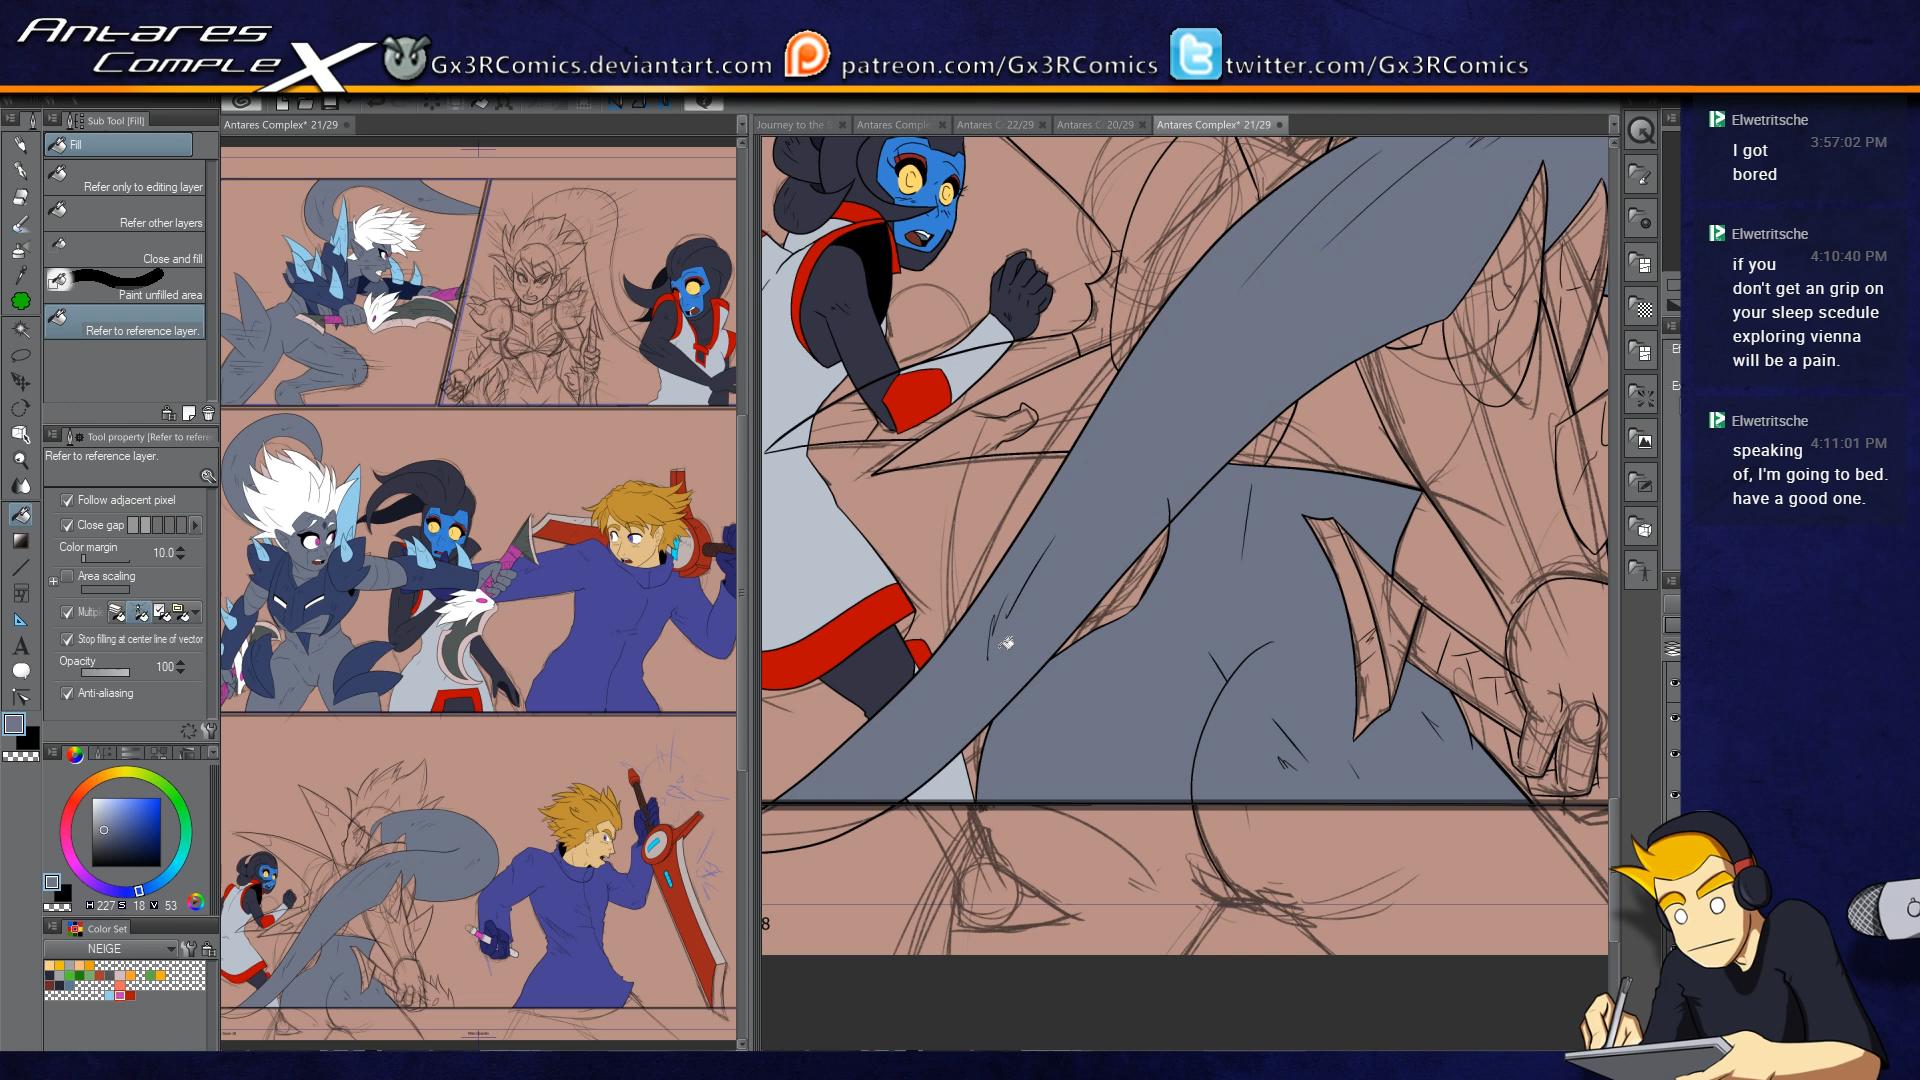 Antares
Complex
Gx3RComics.deviantart.com
patreon.com/Gx3RComics
twitter.com/Gx3RComics
Sub Tool [Fill]
Fill
Refer only to editing layer
Refer other layers
Close and fill
Paint unfilled area
Refer to reference layer.
Tool property [Refer to refere
Refer to reference layer.
Follow adjacent pixel
Close gap
Color margin
10.0
Area scaling
Multiple
Stop filling at center line of vector
Opacity
100
Anti-aliasing
H 227 S 18 V 53
Color Set
NEIGE
Antares Complex* 21/29
Journey to the
Antares Comple
Antares C 22/29
Antares C 20/29
Antares Complex* 21/29
8
Elwetritsche
3:57:02 PM
I got
bored
Elwetritsche
4:10:40 PM
if you
don't get an grip on
your sleep scedule
exploring vienna
will be a pain.
Elwetritsche
4:11:01 PM
speaking
of, I'm going to bed.
have a good one.